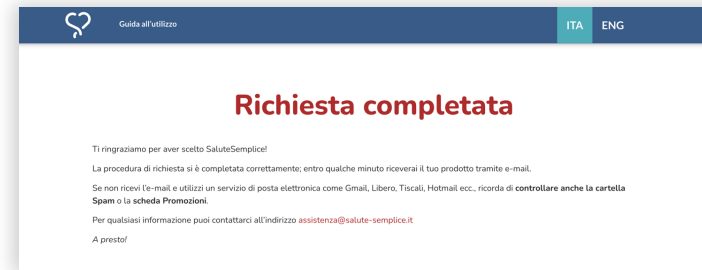 Guida all'utilizzo
ITA
ENG
Richiesta completata
Ti ringraziamo per aver scelto SaluteSemplice!
La procedura di richiesta si è completata correttamente; entro qualche minuto riceverai il tuo prodotto tramite e-mail.
Se non ricevi l'e-mail e utilizzi un servizio di posta elettronica come Gmail, Libero, Tiscali, Hotmail ecc., ricorda di controllare anche la cartella
Spam o la scheda Promozioni.
Per qualsiasi informazione puoi contattarci all'indirizzo assistenza@salute-semplice.it
A presto!